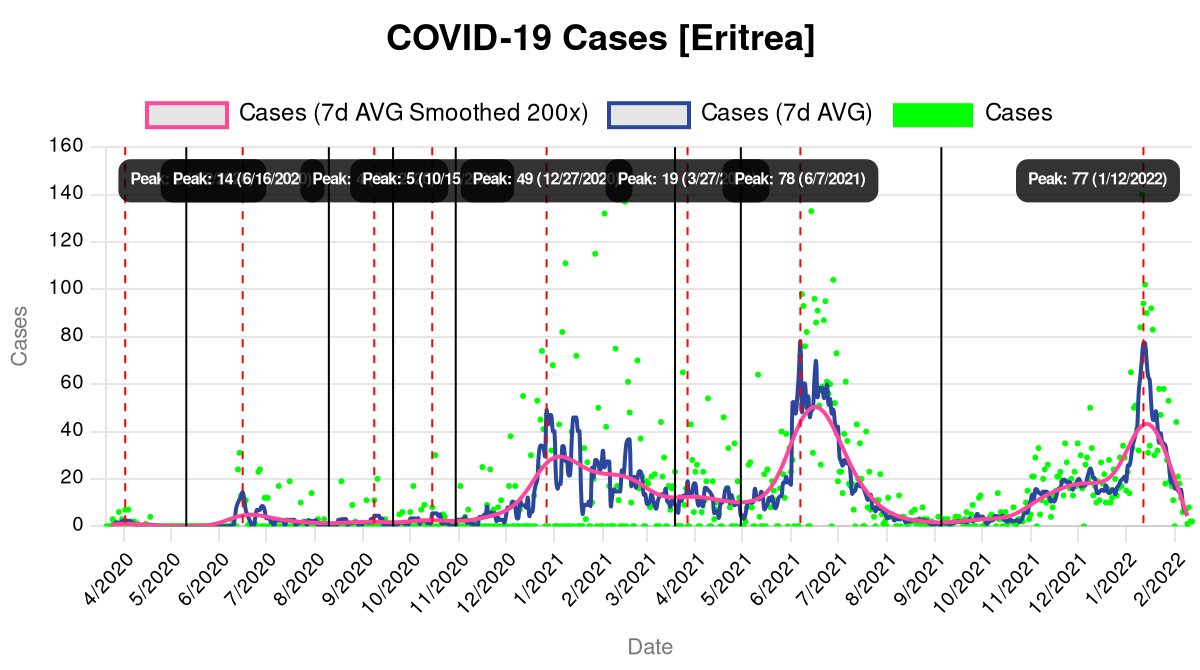 COVID-19 Cases [Eritrea]
Cases (7d AVG Smoothed 200x) Cases (7d AVG) Cases
160
140
120
100
80
60
40
20
0
Cases
Peak: Peak: 14 (6/16/2020) Peak: Peak: 5 (10/15 Peak: 49 (12/27/2020 Peak: 19 (3/27/ Peak: 78 (6/7/2021) Peak: 77 (1/12/2022)
4/2020 5/2020 6/2020 7/2020 8/2020 9/2020 10/2020 11/2020 12/2020 1/2021 2/2021 3/2021 4/2021 5/2021 6/2021 7/2021 8/2021 9/2021 10/2021 11/2021 12/2021 1/2022 2/2022
Date